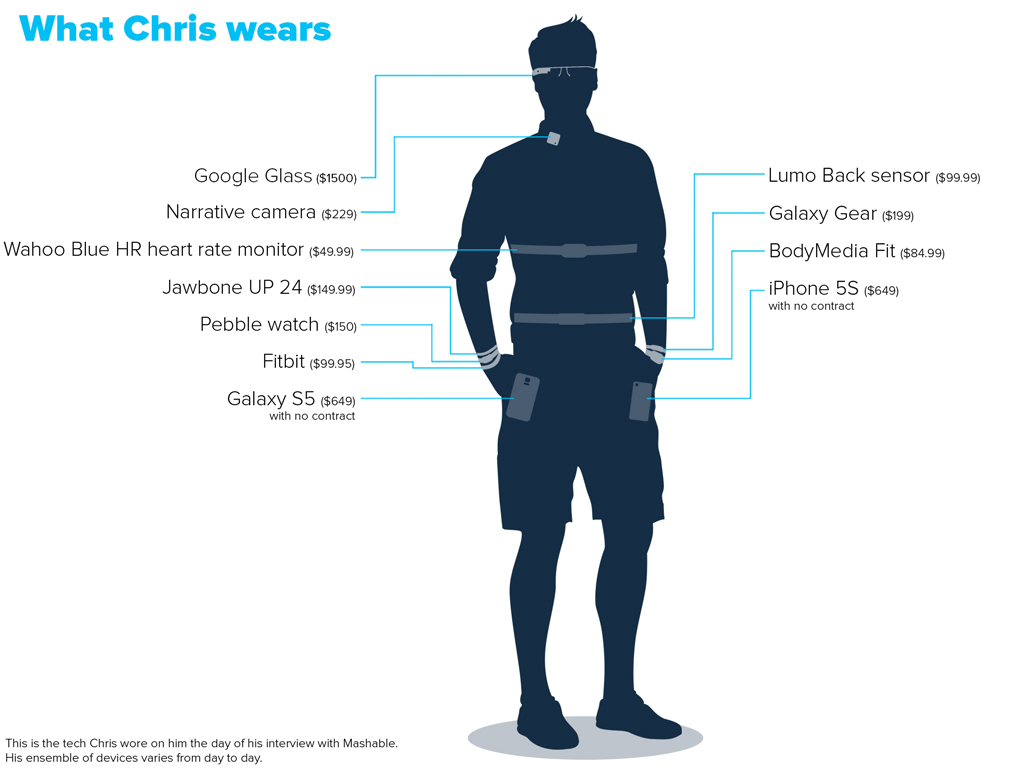 What Chris wears
Google Glass ($1500)
Narrative camera ($229)
Wahoo Blue HR heart rate monitor ($49.99)
Jawbone UP 24 ($149.99)
Pebble watch ($150)
Fitbit ($99.95)
Galaxy S5 ($649)
with no contract
Lumo Back sensor ($99.99)
Galaxy Gear ($199)
BodyMedia Fit ($84.99)
iPhone 5S ($649)
with no contract
This is the tech Chris wore on him the day of his interview with Mashable.
His ensemble of devices varies from day to day.